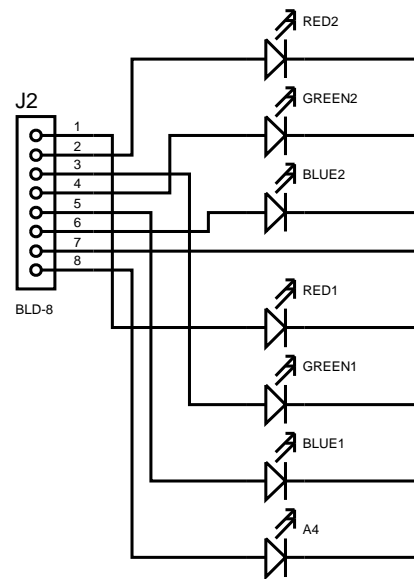 RED2
J2
1
2
3
4
5
6
7
8
BLD-8
GREEN2
BLUE2
RED1
GREEN1
BLUE1
A4